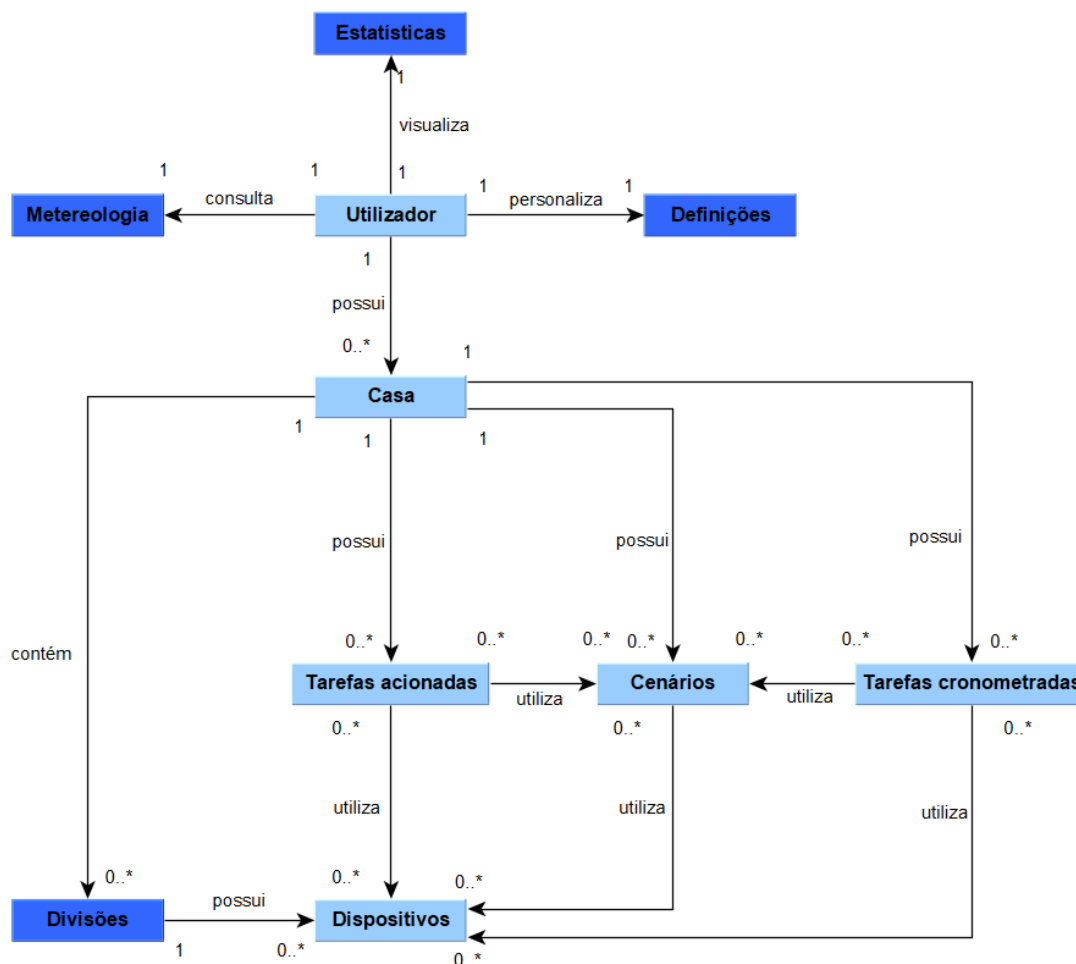 Estatísticas
1
visualiza
1 1 1 1 1
consulta personaliza
Metereologia Utilizador Definições
1
possui
0..* 1
Casa
1 1 1
possui possui possui
0..* 0..* 0..* 0..* 0..* 0..* 0..*
contém
Tarefas acionadas Cenários Tarefas cronometradas
utiliza utiliza
0..* 0..* 0..*
utiliza utiliza utiliza
0..* 0..* 0..*
possui
Divisões Dispositivos
1 0..* 0..*